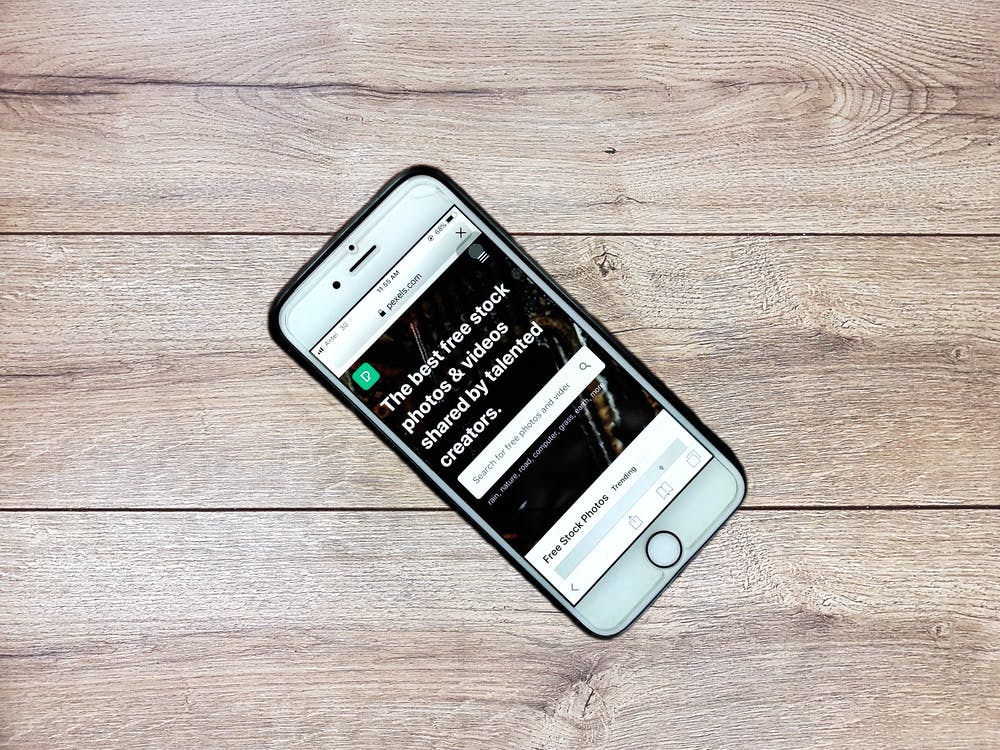 Airtel 3G
11:55 AM
68%
pexels.com
The best free stock
photos & videos
shared by talented
creators.
Search for free photos and videc
rain, nature, road, computer, grass, earth, more
Free Stock Photos
Trending